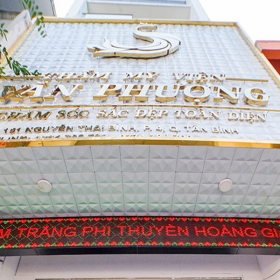 THẨM MỸ VIỆN
VÂN PHƯỢNG
CHĂM SÓC SẮC ĐẸP TOÀN DIỆN
191 NGUYỄN THÁI BÌNH, P. 4, Q. TÂN BÌNH
TRẮNG PHI THUYỀN HOÀNG GI